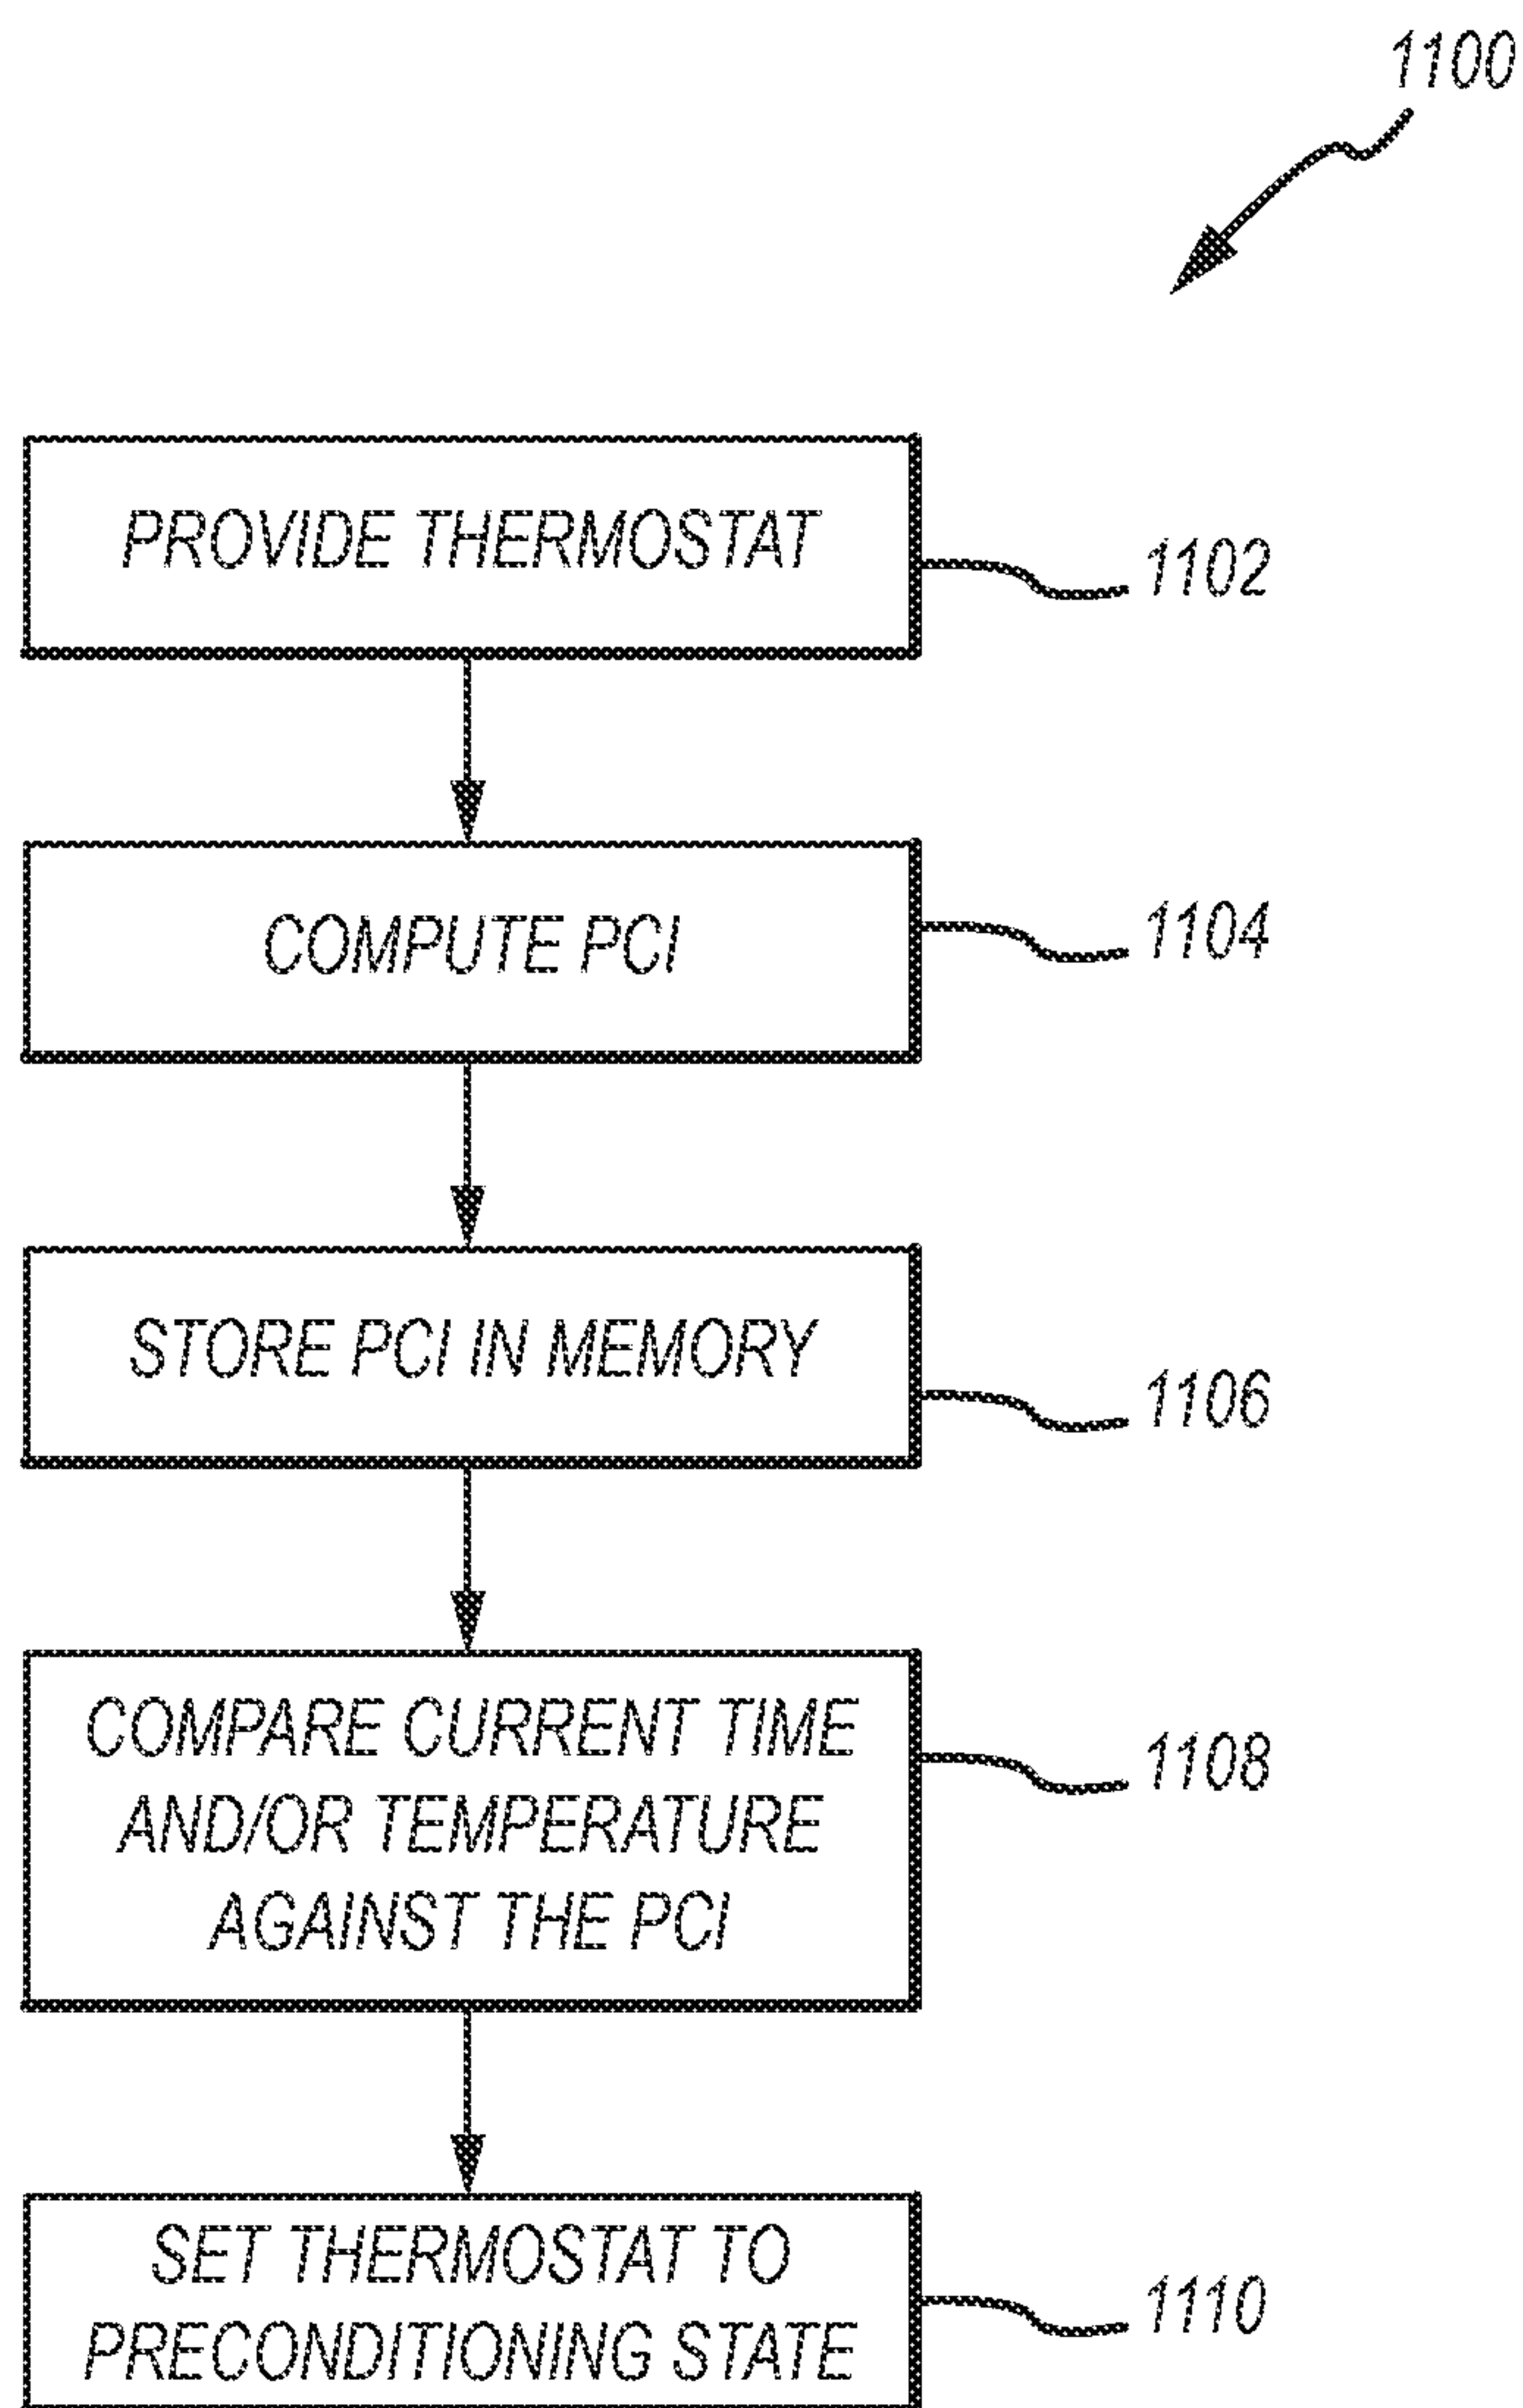 1100
PROVIDE THERMOSTAT
1102
COMPUTE PCI
1104
STORE PCI IN MEMORY
1106
COMPARE CURRENT TIME
AND/OR TEMPERATURE
AGAINST THE PCI
1108
SET THERMOSTAT TO
PRECONDITIONING STATE
1110